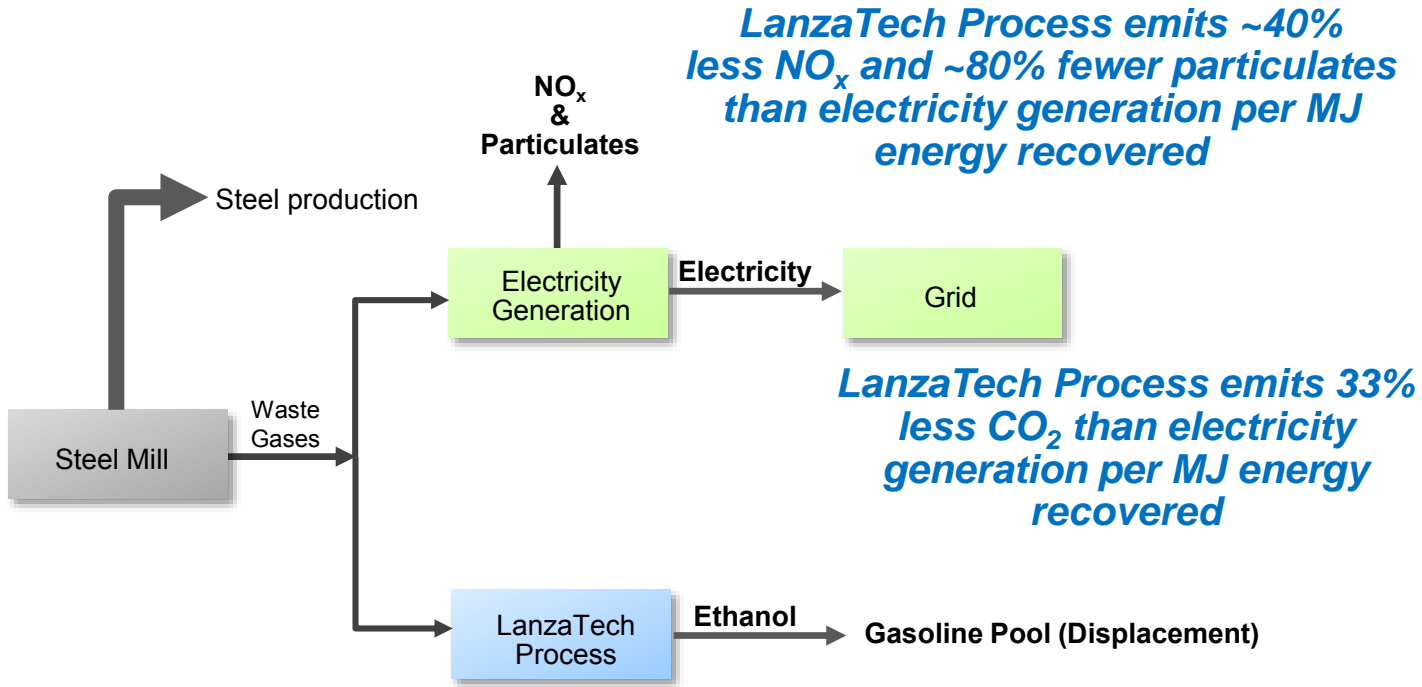 LanzaTech Process emits ~40%
less NOx and ~80% fewer particulates
than electricity generation per MJ
energy recovered
NOx
&
Particulates
Steel production
Electricity
Generation
Electricity
Grid
LanzaTech Process emits 33%
less CO2 than electricity
generation per MJ energy
recovered
Waste
Gases
Steel Mill
LanzaTech
Process
Ethanol
Gasoline Pool (Displacement)